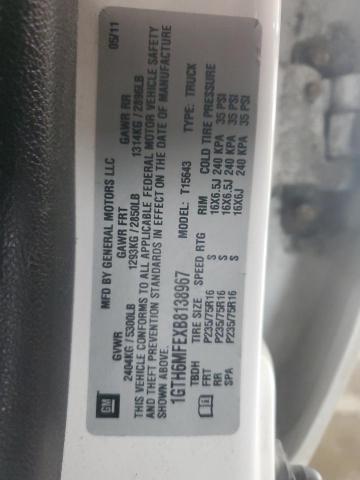 GM
MFD BY GENERAL MOTORS LLC 05/11
GVWR GAWR FRT GAWR RR
2404KG/5300LB 1293KG/2850LB 1314KG/2896LB
THIS VEHICLE CONFORMS TO ALL APPLICABLE FEDERAL MOTOR VEHICLE SAFETY
AND THEFT PREVENTION STANDARDS IN EFFECT ON THE DATE OF MANUFACTURE
SHOWN ABOVE.
1GTH6MFEXB8138967 MODEL: T15643 TYPE: TRUCK
TBDH TIRE SIZE SPEED RTG RIM COLD TIRE PRESSURE
FRT P235/75R16 S 16X6.5J 240 KPA 35 PSI
RR P235/75R16 S 16X6.5J 240 KPA 35 PSI
SPA P235/75R16 S 16X6J 240 KPA 35 PSI